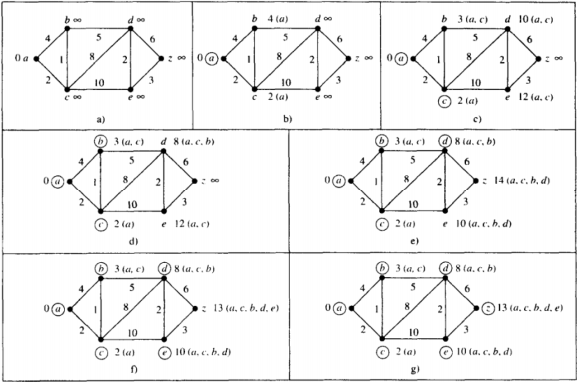 b ∞ d ∞
4 5 6
0 a 1 8 2 z ∞
2 10 3
c ∞ e ∞
a)
b 4 (a) d ∞
4 5 6
0 a 1 8 2 z ∞
2 10 3
c 2 (a) e ∞
b)
b 3 (a, c) d 10 (a, c)
4 5 6
0 a 1 8 2 z ∞
2 10 3
c 2 (a) e 12 (a, c)
c)
b 3 (a, c) d 8 (a, c, b)
4 5 6
0 a 1 8 2 z ∞
2 10 3
c 2 (a) e 12 (a, c)
d)
b 3 (a, c) d 8 (a, c, b)
4 5 6
0 a 1 8 2 z 14 (a, c, b, d)
2 10 3
c 2 (a) e 10 (a, c, b, d)
e)
b 3 (a, c) d 8 (a, c, b)
4 5 6
0 a 1 8 2 z 13 (a, c, b, d, e)
2 10 3
c 2 (a) e 10 (a, c, b, d)
f)
b 3 (a, c) d 8 (a, c, b)
4 5 6
0 a 1 8 2 z 13 (a, c, b, d, e)
2 10 3
c 2 (a) e 10 (a, c, b, d)
g)